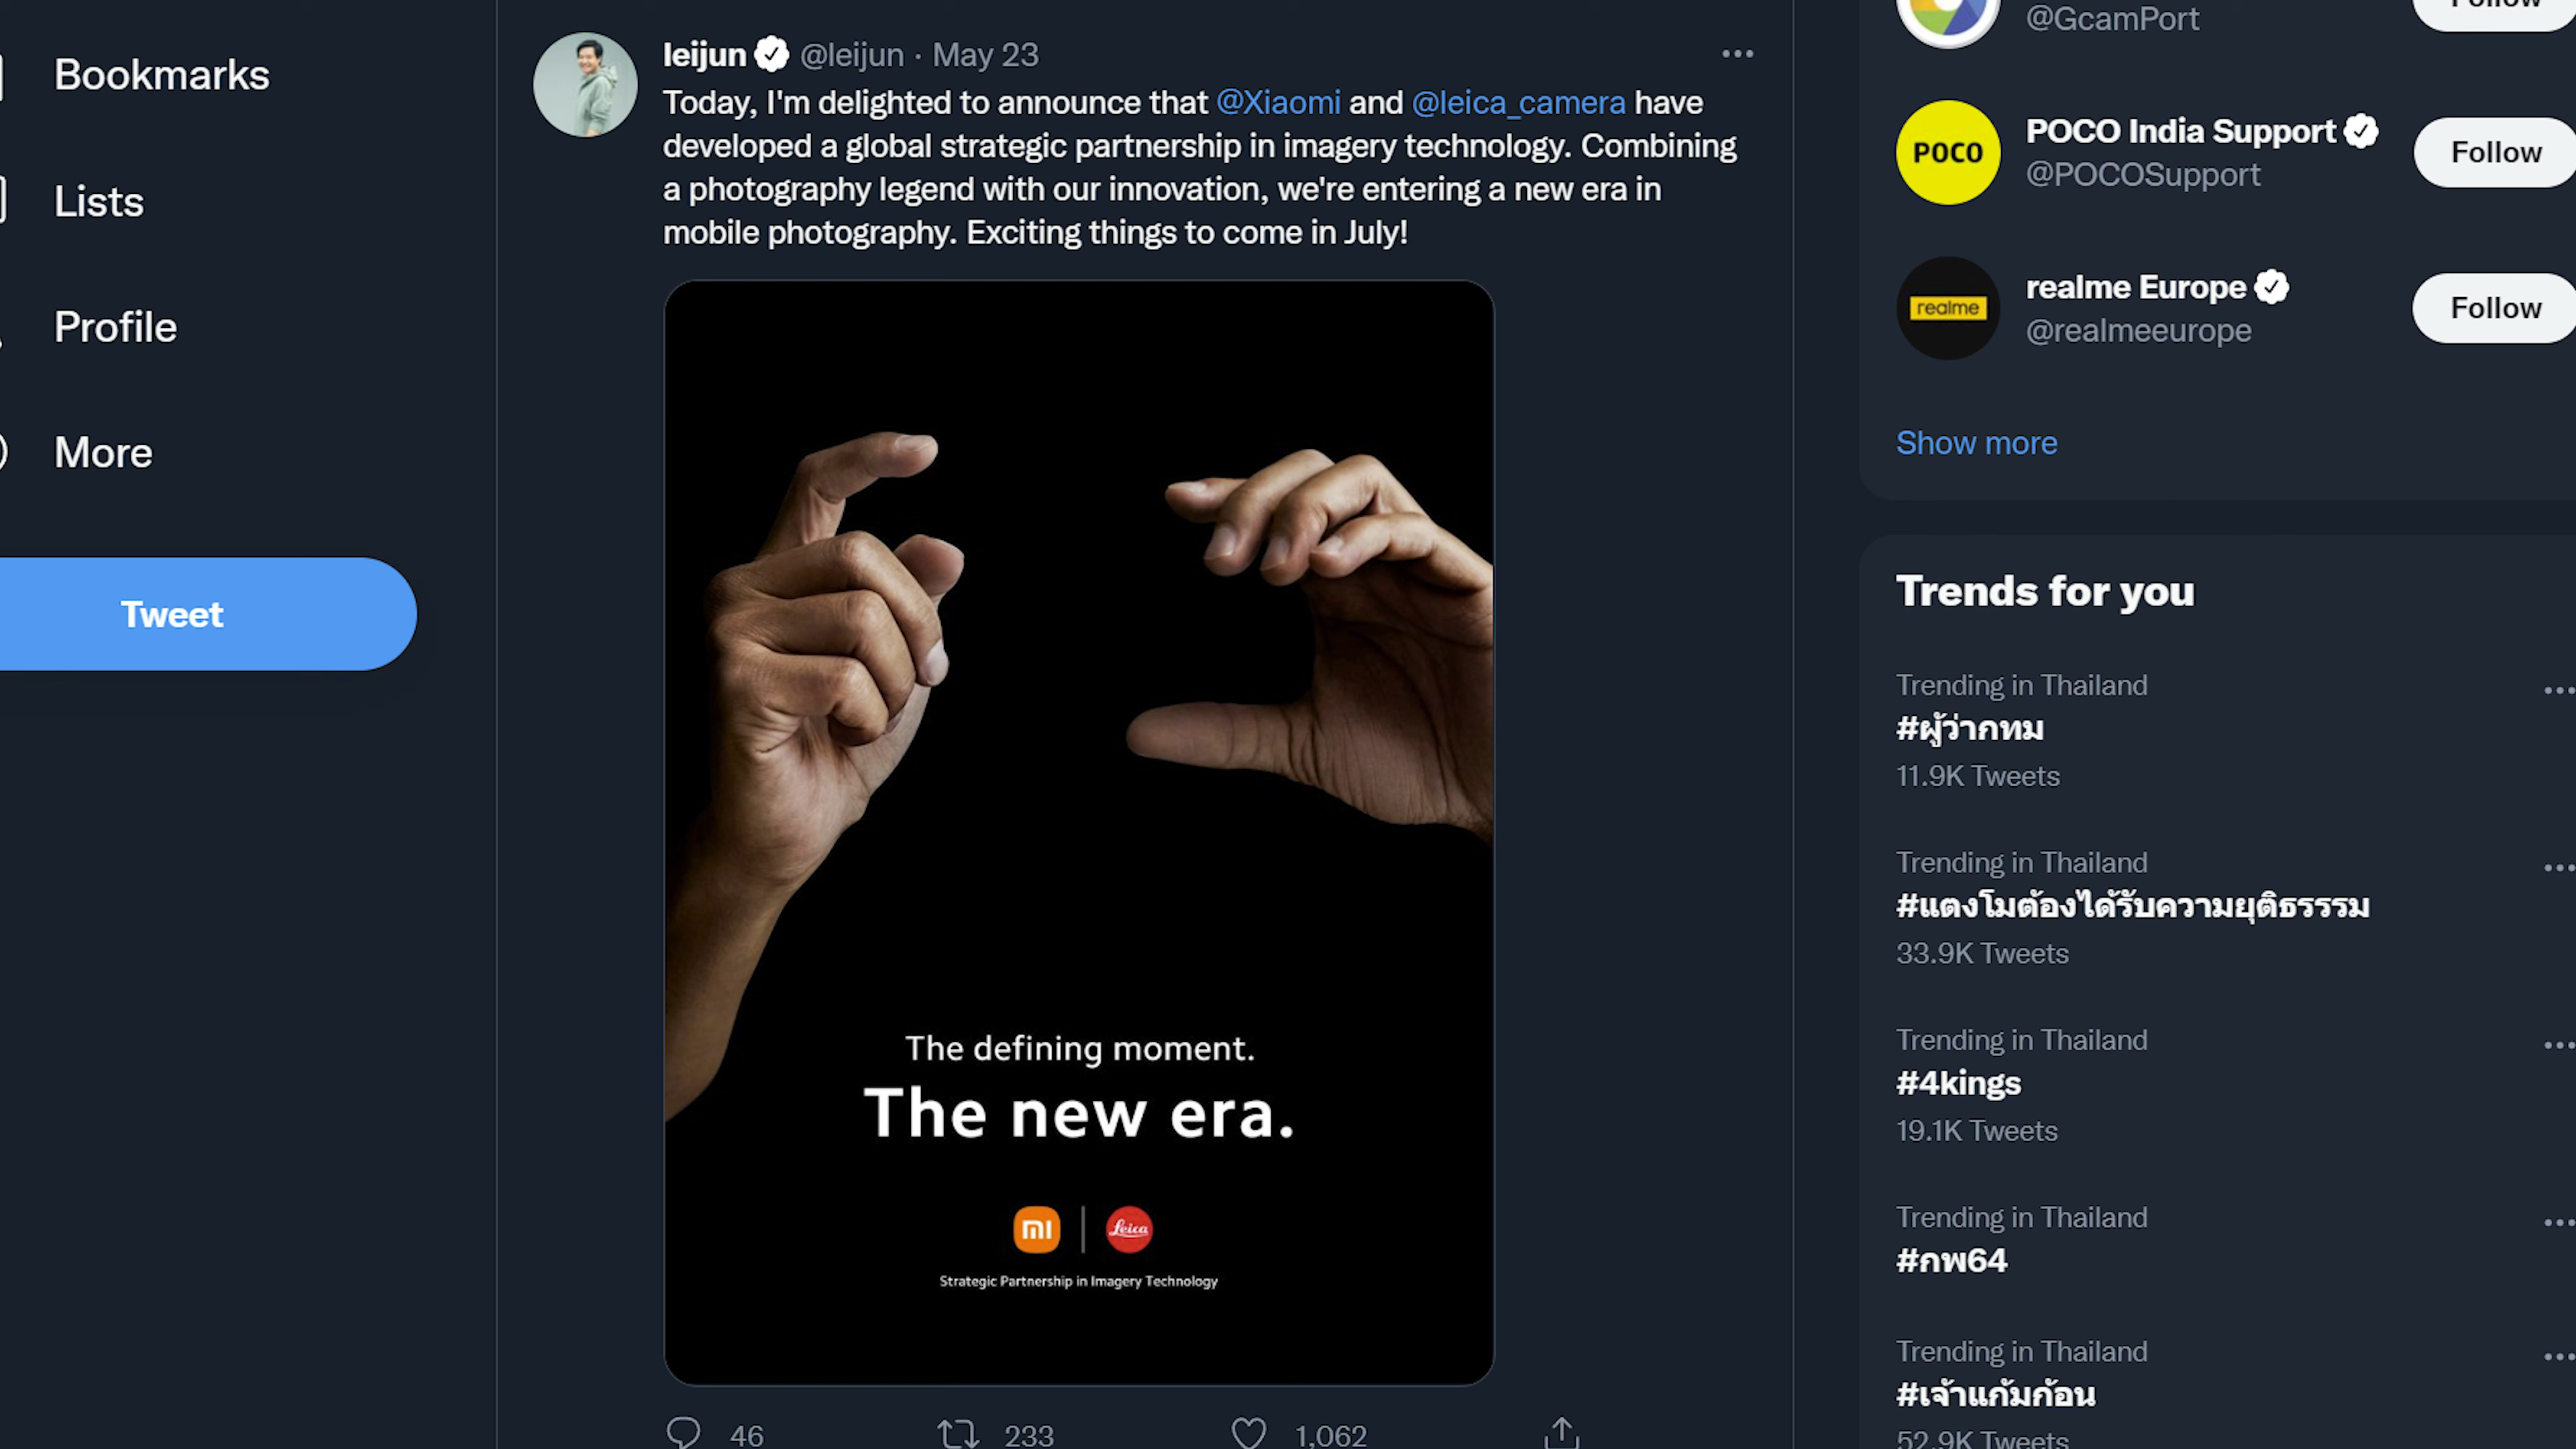 Bookmarks
Lists
Profile
More
Tweet
leijun @leijun · May 23
Today, I'm delighted to announce that @Xiaomi and @leica_camera have
developed a global strategic partnership in imagery technology. Combining
a photography legend with our innovation, we're entering a new era in
mobile photography. Exciting things to come in July!
The defining moment.
The new era.
mi Leica
Strategic Partnership in Imagery Technology
46 233 1,062
@GcamPort
Follow
POCO
POCO India Support
@POCOSupport
Follow
realme
realme Europe
@realmeeurope
Follow
Show more
Trends for you
Trending in Thailand
#ผู้ว่ากทม
11.9K Tweets
Trending in Thailand
#แตงโมต้องได้รับความยุติธรรรม
33.9K Tweets
Trending in Thailand
#4kings
19.1K Tweets
Trending in Thailand
#กพ64
Trending in Thailand
#เจ้าแก้มก้อน
52.9K Tweets